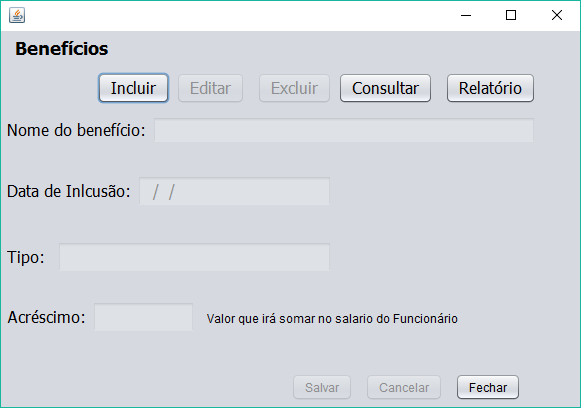 Benefícios
Incluir Editar Excluir Consultar Relatório
Nome do benefício:
Data de Inlcusão: / /
Tipo:
Acréscimo: Valor que irá somar no salario do Funcionário
Salvar Cancelar Fechar